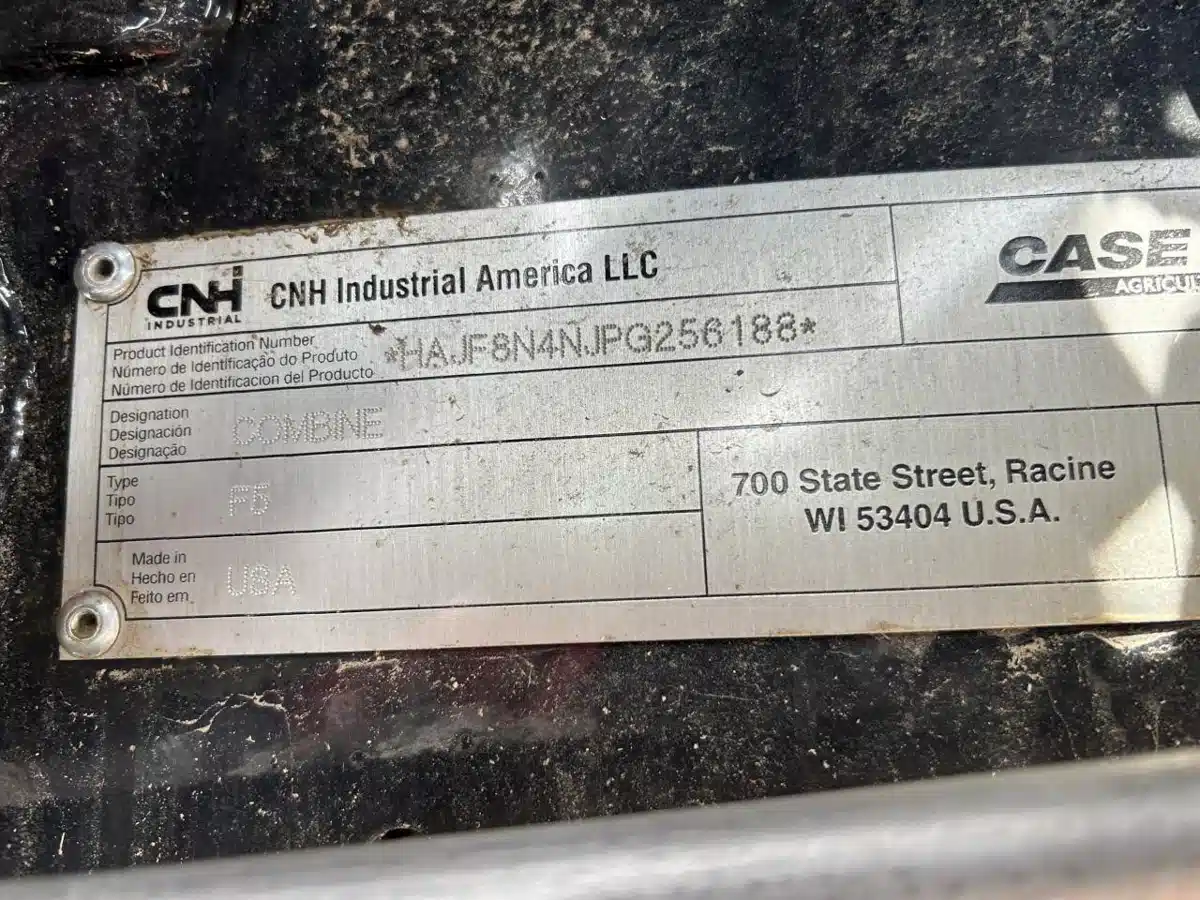 CNH
INDUSTRIAL
CNH Industrial America LLC
CASE
AGRICUL
Product Identification Number
Número de Identificação do Produto
Número de Identificacion del Producto
*HAJF8N4NJPG256188*
Designation
Designación
Designação
COMBINE
Type
Tipo
Tipo
F5
700 State Street, Racine
WI 53404 U.S.A.
Made in
Hecho en
Feito em
USA